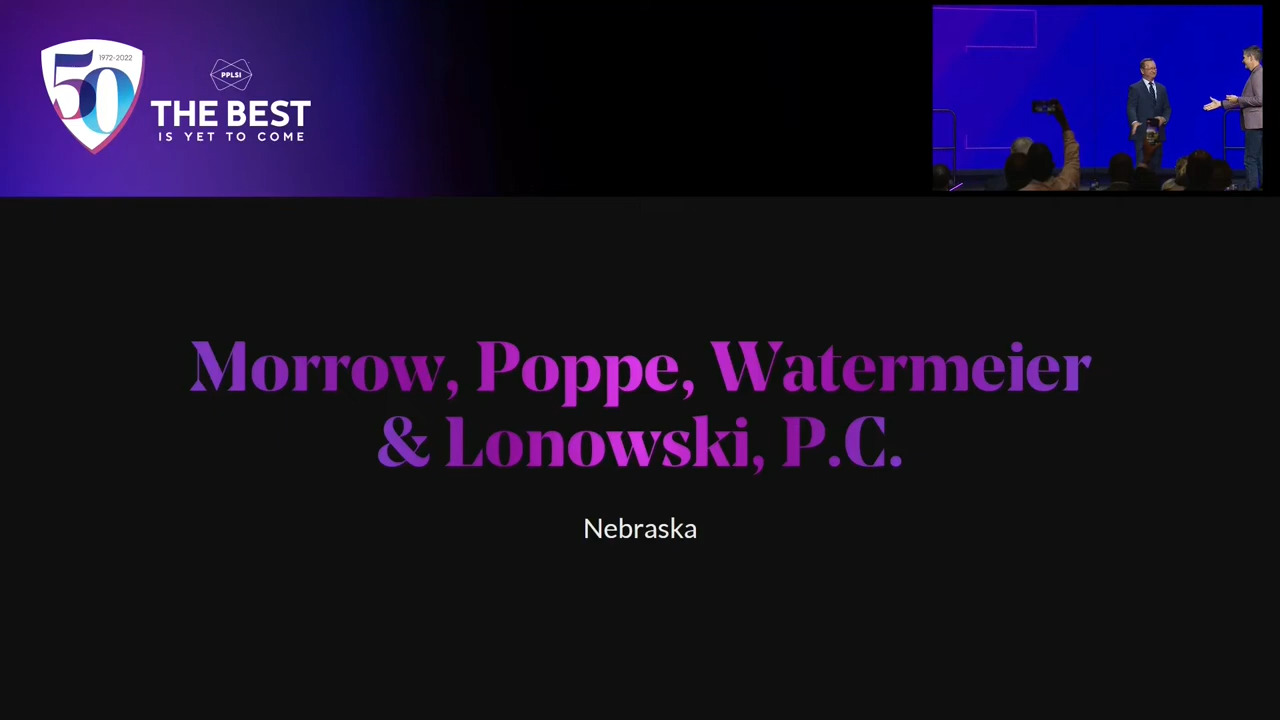 50
1972-2022
PPLSI
THE BEST
IS YET TO COME
Morrow, Poppe, Watermeier
& Lonowski, P.C.
Nebraska